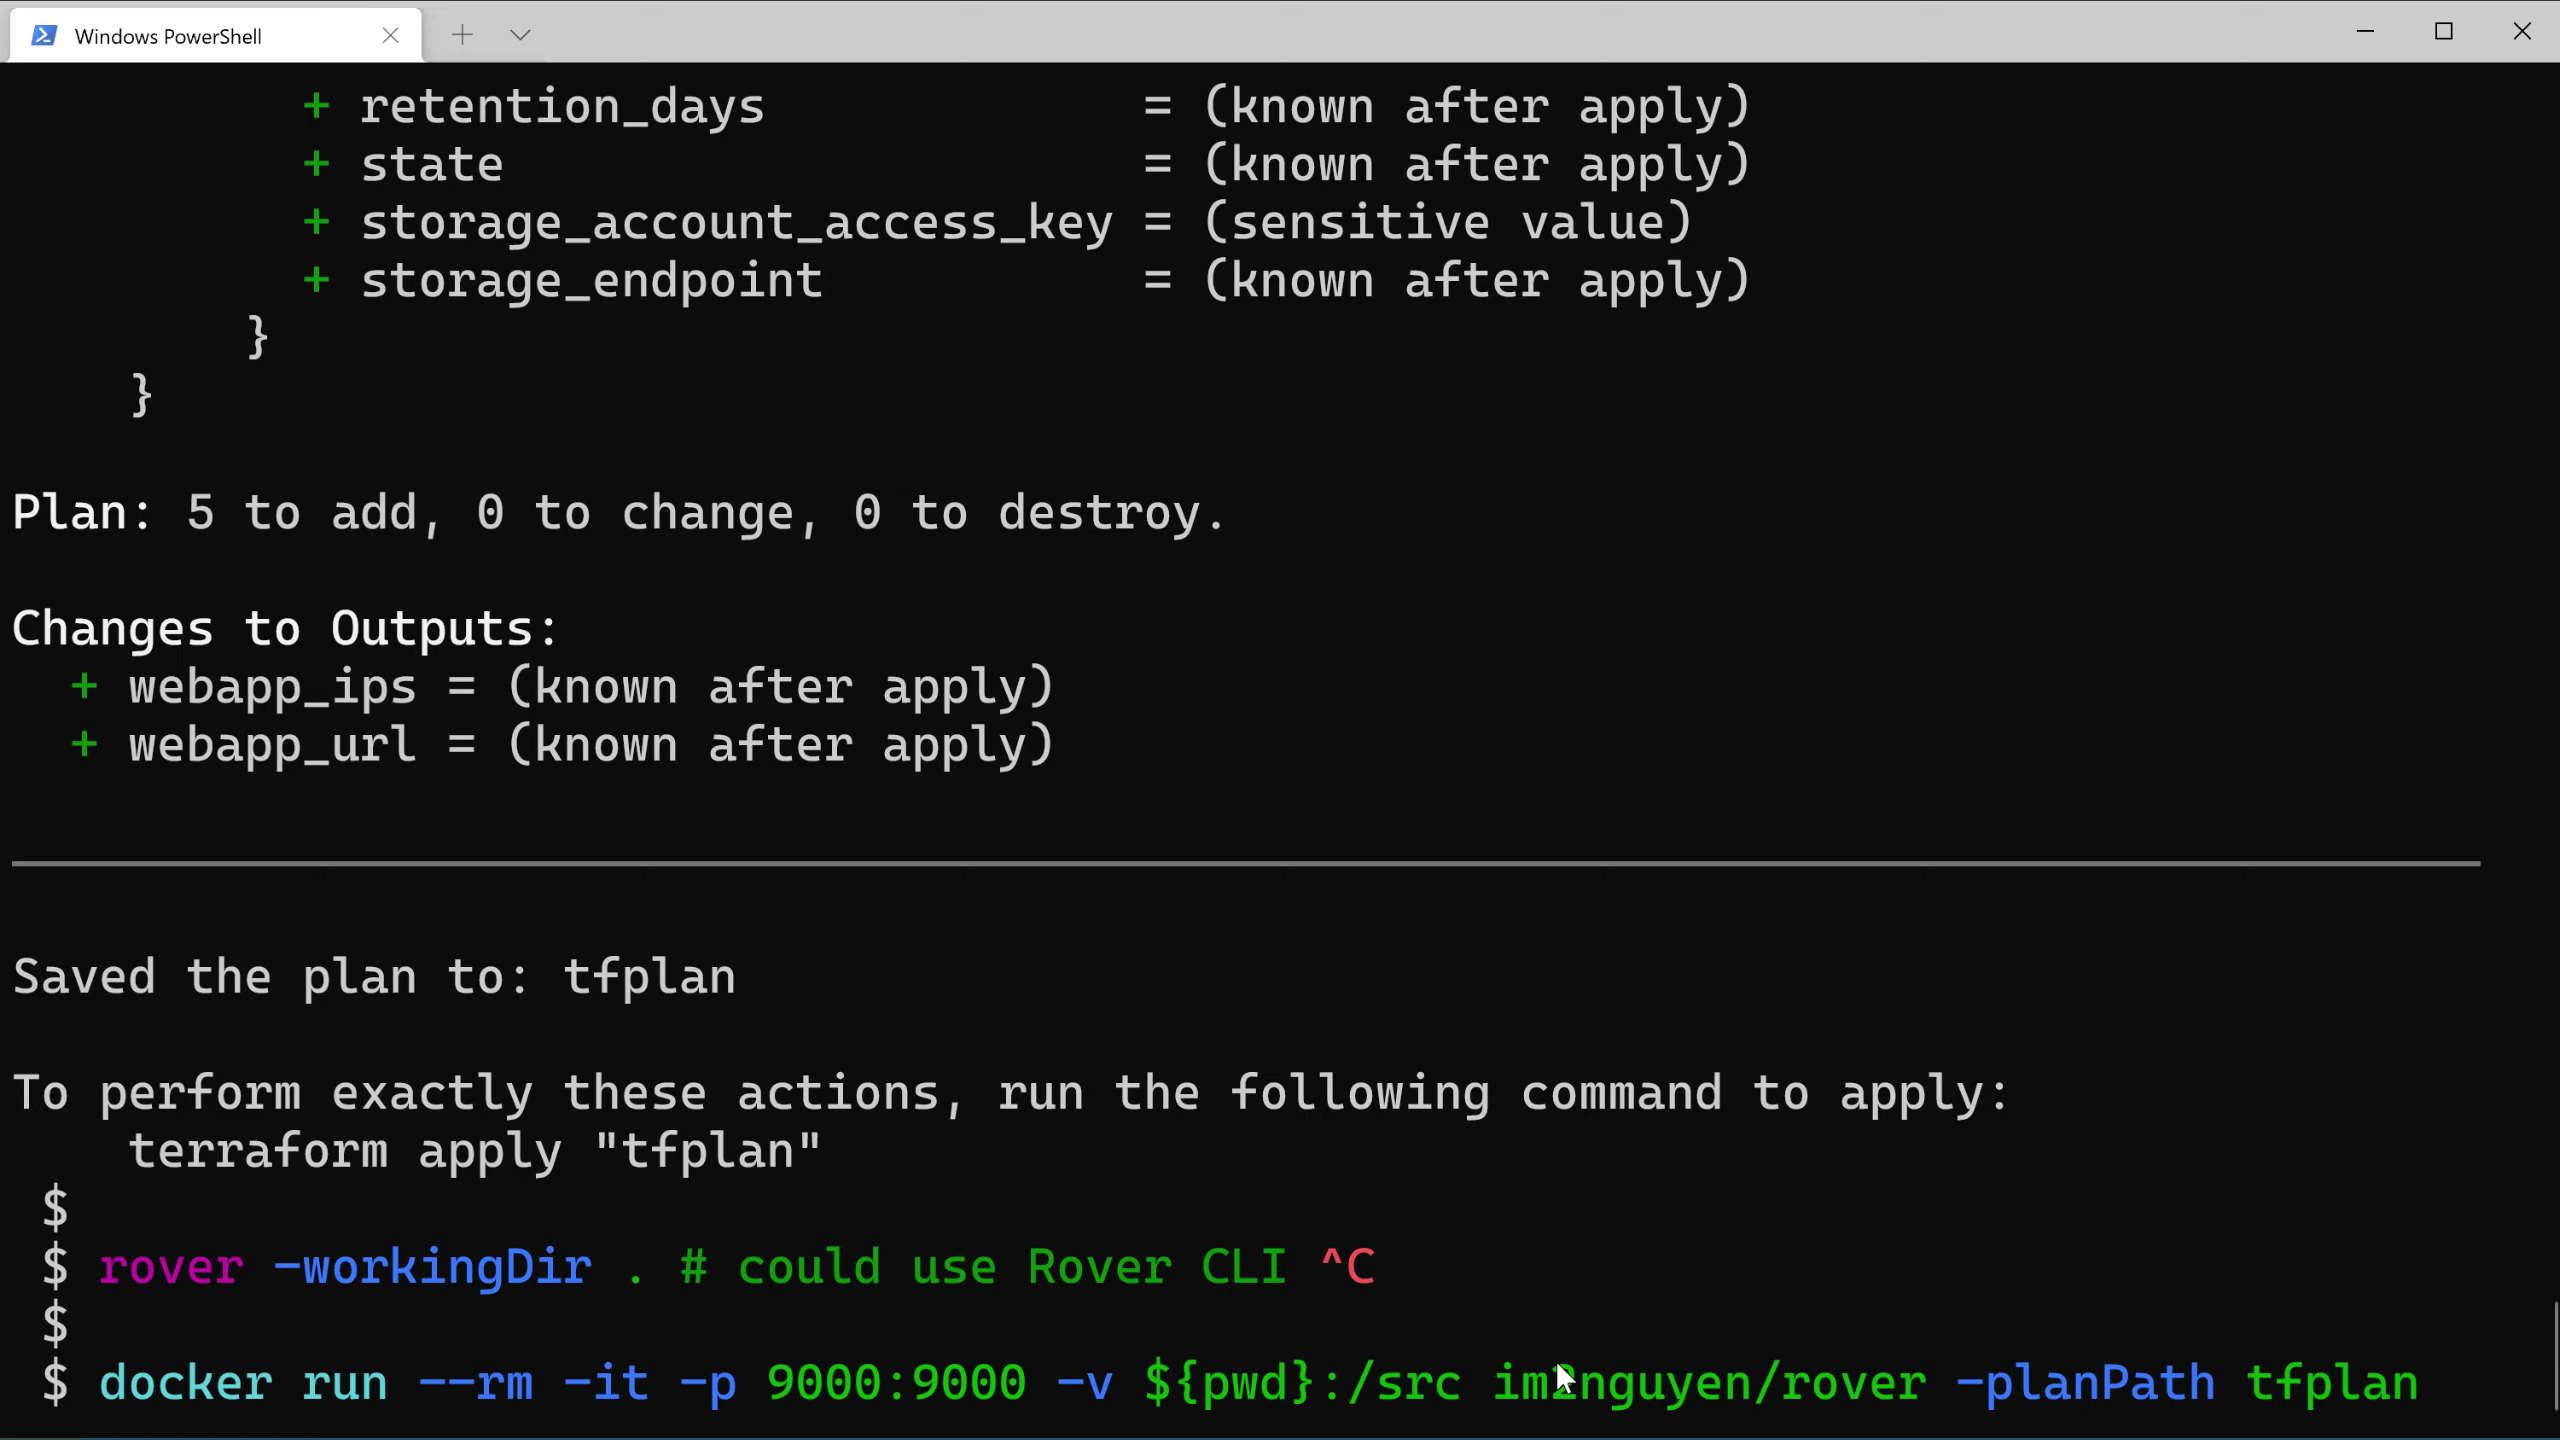 Windows PowerShell
+ retention_days = (known after apply)
+ state = (known after apply)
+ storage_account_access_key = (sensitive value)
+ storage_endpoint = (known after apply)
}
}
Plan: 5 to add, 0 to change, 0 to destroy.
Changes to Outputs:
+ webapp_ips = (known after apply)
+ webapp_url = (known after apply)
Saved the plan to: tfplan
To perform exactly these actions, run the following command to apply:
terraform apply "tfplan"
$
$ rover -workingDir . # could use Rover CLI ^C
$
$ docker run --rm -it -p 9000:9000 -v ${pwd}:/src im2nguyen/rover -planPath tfplan